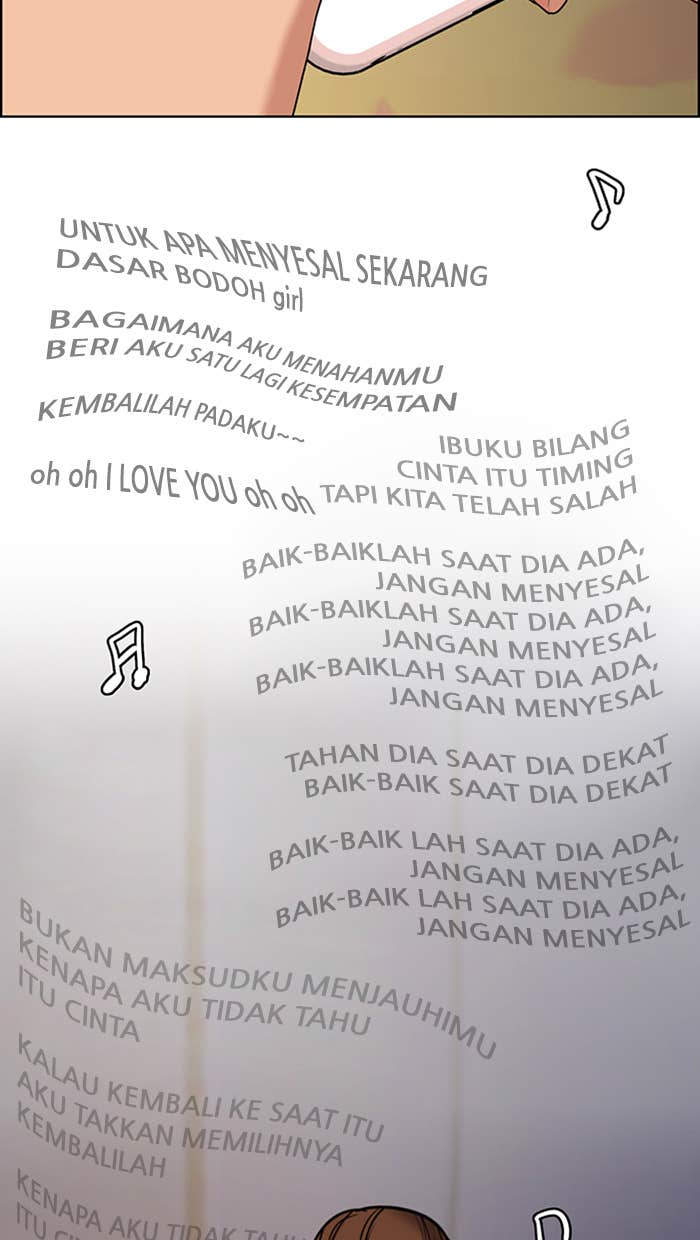 UNTUK APA MENYESAL SEKARANG
DASAR BODOH girl
BAGAIMANA AKU MENAHANMU
BERI AKU SATU LAGI KESEMPATAN
KEMBALILAH PADAKU~~
oh oh I LOVE YOU oh oh
IBUKU BILANG
CINTA ITU TIMING
TAPI KITA TELAH SALAH
BAIK-BAIKLAH SAAT DIA ADA,
JANGAN MENYESAL
BAIK-BAIKLAH SAAT DIA ADA,
JANGAN MENYESAL
BAIK-BAIKLAH SAAT DIA ADA,
JANGAN MENYESAL
TAHAN DIA SAAT DIA DEKAT
BAIK-BAIK SAAT DIA DEKAT
BAIK-BAIK LAH SAAT DIA ADA,
JANGAN MENYESAL
BAIK-BAIK LAH SAAT DIA ADA,
JANGAN MENYESAL
BUKAN MAKSUDKU MENJAUHIMU
KENAPA AKU TIDAK TAHU
ITU CINTA
KALAU KEMBALI KE SAAT ITU
AKU TAKKAN MEMILIHNYA
KEMBALILAH
KENAPA AKU TIDAK TAHU
ITU